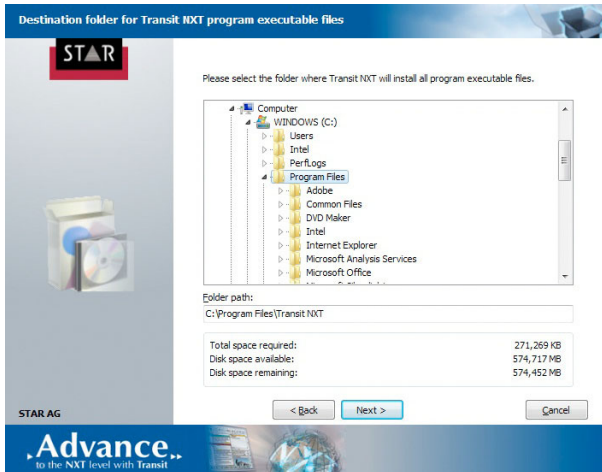 Destination folder for Transit NXT program executable files
STAR
Please select the folder where Transit NXT will install all program executable files.
Computer
WINDOWS (C:)
Users
Intel
PerfLogs
Program Files
Adobe
Common Files
DVD Maker
Intel
Internet Explorer
Microsoft Analysis Services
Microsoft Office
Folder path:
C:\Program Files\Transit NXT
Total space required: 271,269 KB
Disk space available: 574,717 MB
Disk space remaining: 574,452 MB
STAR AG
< Back
Next >
Cancel
Advance
to the NXT level with Transit